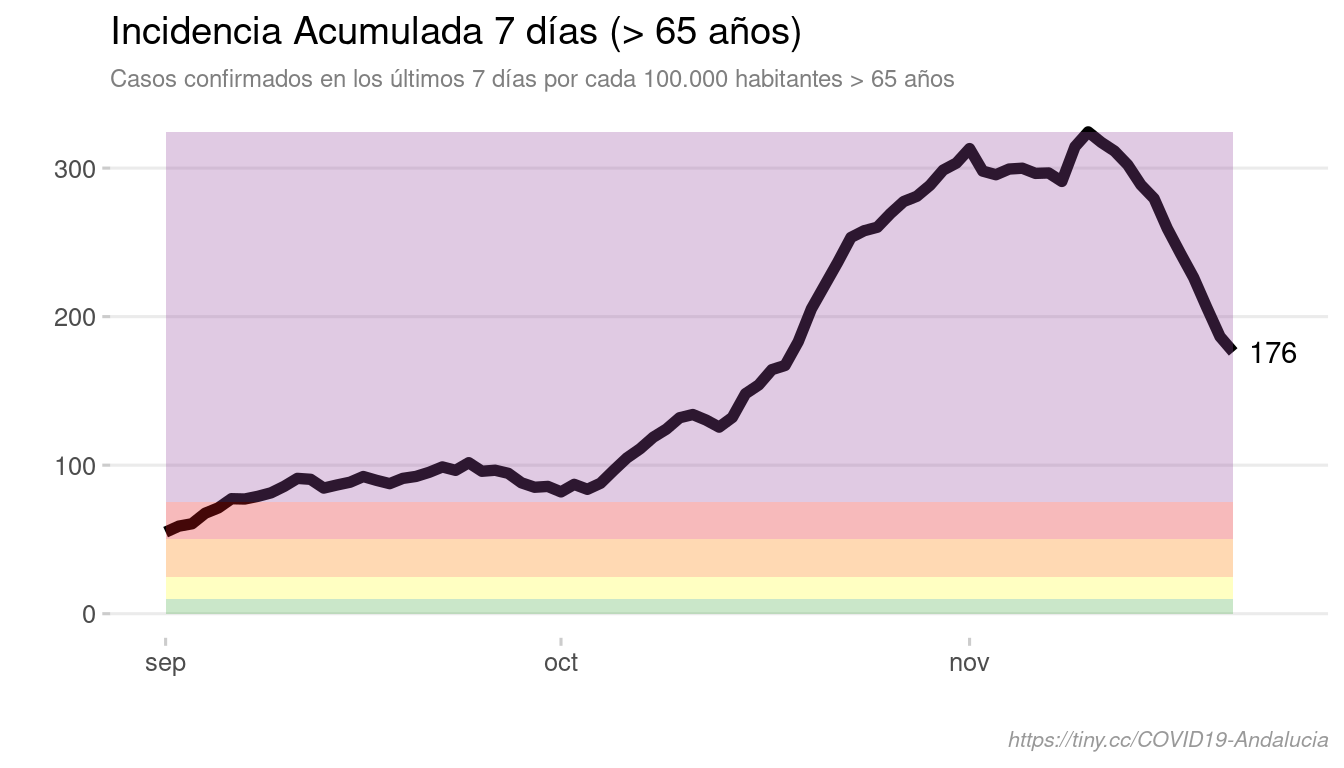 Incidencia Acumulada 7 días (> 65 años)
Casos confirmados en los últimos 7 días por cada 100.000 habitantes > 65 años
300
200
176
100
0
sep oct nov
https://tiny.cc/COVID19-Andalucia